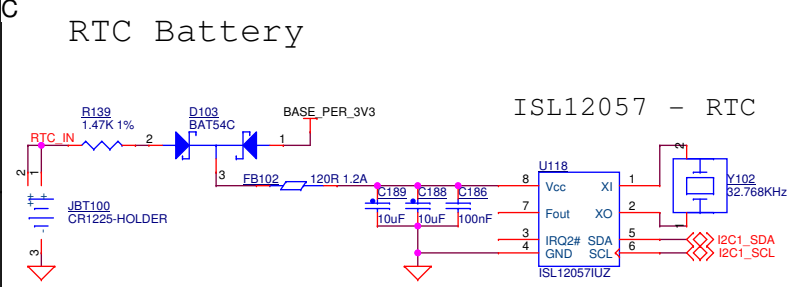 C
RTC Battery
ISL12057 - RTC
R139
1.47K 1%
D103
BAT54C
BASE_PER_3V3
RTC_IN
2
1
3
FB102
120R 1.2A
2
1
JBT100
CR1225-HOLDER
3
C189
10uF
C188
10uF
C186
100nF
U118
8
Vcc
XI
1
7
Fout
XO
2
3
IRQ2#
SDA
5
4
GND
SCL
6
ISL12057IUZ
2
Y102
32.768KHz
1
I2C1_SDA
I2C1_SCL